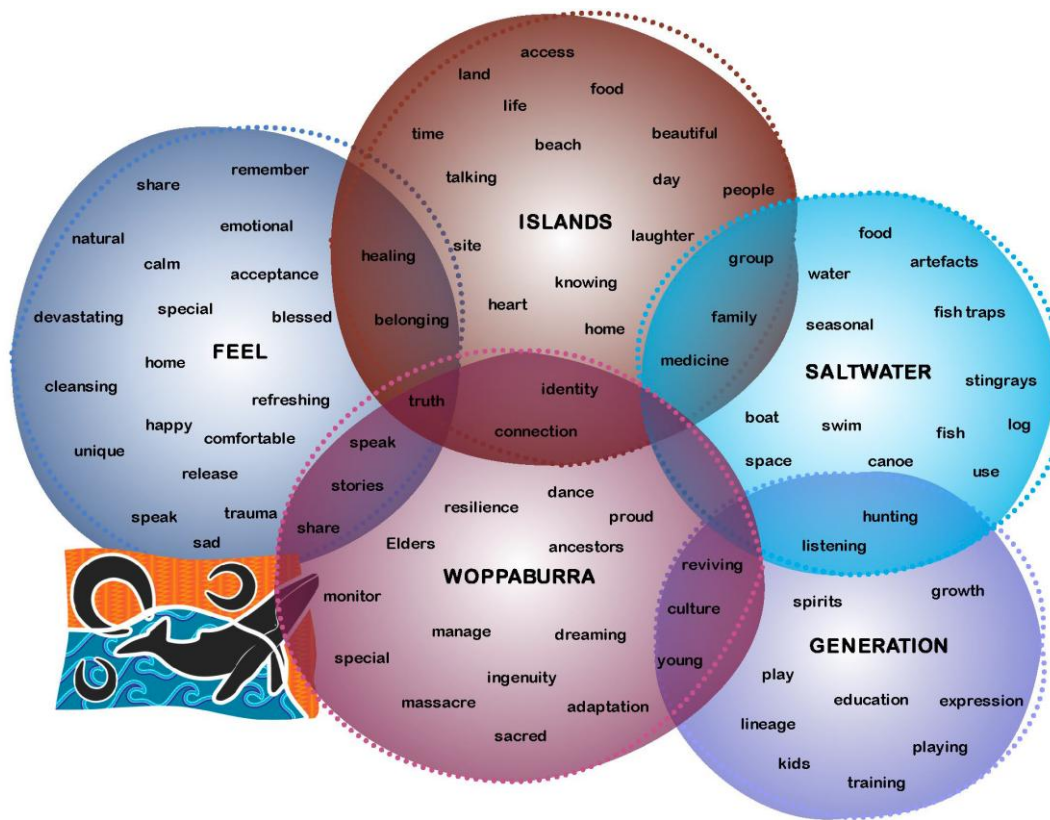 access
land
food
life
time
beach
beautiful
talking
day
people
ISLANDS
laughter
site
knowing
heart
home
healing
belonging
group
family
medicine
identity
connection
truth
remember
share
natural
emotional
calm
acceptance
devastating
special
blessed
FEEL
home
cleansing
refreshing
happy
comfortable
unique
release
speak
trauma
sad
speak
stories
share
food
water
artefacts
seasonal
fish traps
SALTWATER
stingrays
boat
swim
log
fish
space
canoe
use
hunting
listening
dance
resilience
proud
Elders
ancestors
WOPPABURRA
monitor
manage
dreaming
special
ingenuity
massacre
adaptation
sacred
reviving
culture
young
spirits
growth
GENERATION
play
education
expression
lineage
playing
kids
training